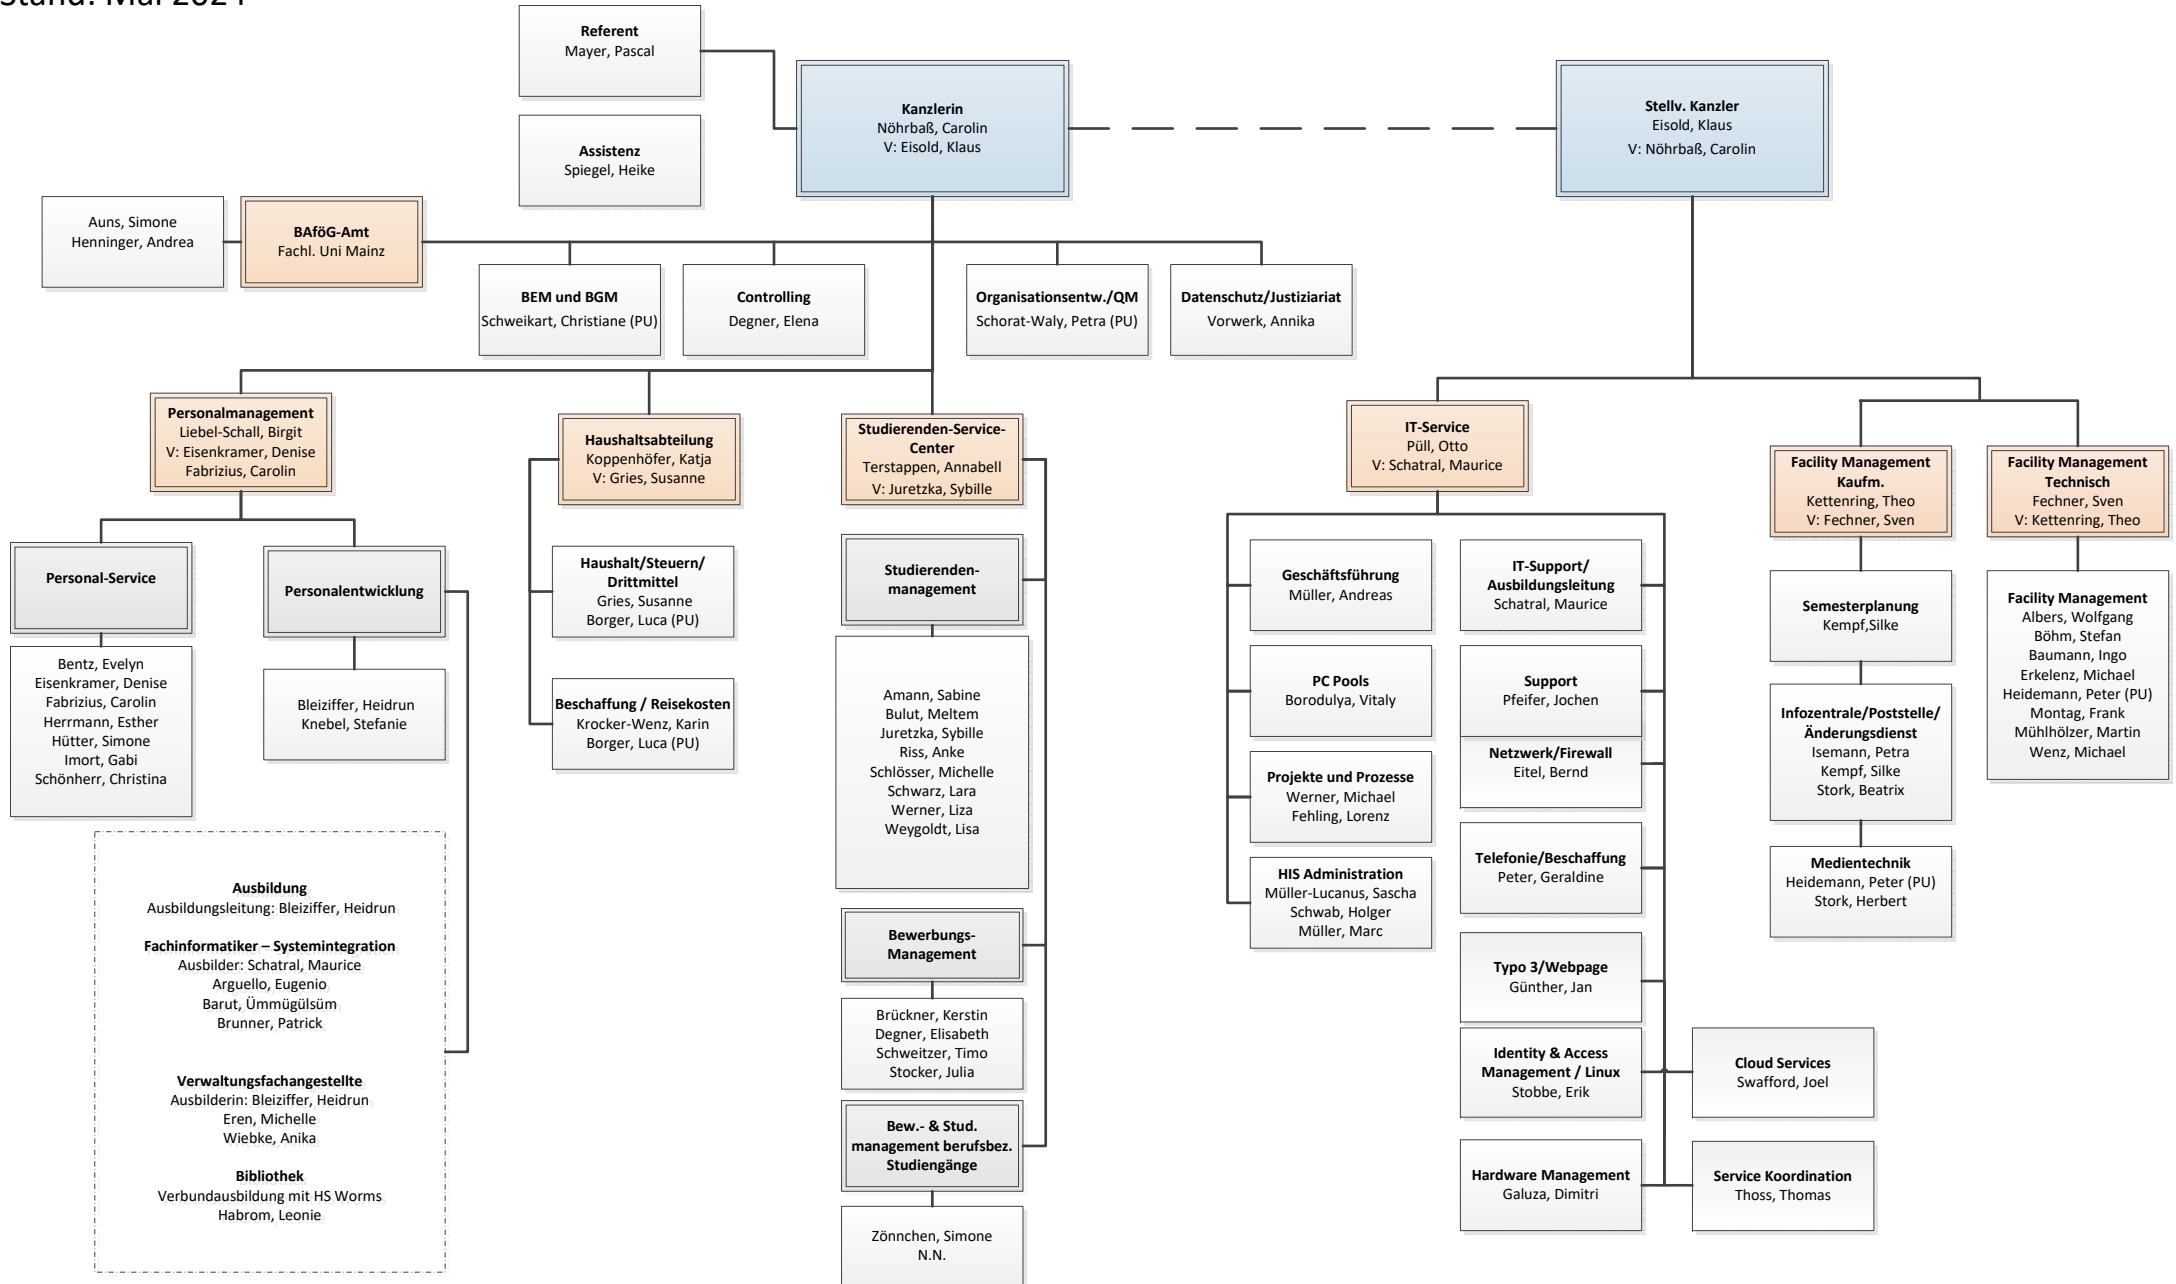 Stand: Mai 2024
Referent
Mayer, Pascal
Kanzlerin
Nöhrbaß, Carolin
V: Eisold, Klaus
Stellv. Kanzler
Eisold, Klaus
V: Nöhrbaß, Carolin
Assistenz
Spiegel, Heike
Auns, Simone
Henninger, Andrea
BAföG-Amt
Fachl. Uni Mainz
BEM und BGM
Schweikart, Christiane (PU)
Controlling
Degner, Elena
Organisationsentw./QM
Schorat-Waly, Petra (PU)
Datenschutz/Justiziariat
Vorwerk, Annika
Personalmanagement
Liebel-Schall, Birgit
V: Eisenkramer, Denise
Fabrizius, Carolin
Haushaltsabteilung
Koppenhöfer, Katja
V: Gries, Susanne
Studierenden-Service-
Center
Terstappen, Annabell
V: Juretzka, Sybille
IT-Service
Püll, Otto
V: Schatral, Maurice
Facility Management
Kaufm.
Kettenring, Theo
V: Fechner, Sven
Facility Management
Technisch
Fechner, Sven
V: Kettenring, Theo
Personal-Service
Bentz, Evelyn
Eisenkramer, Denise
Fabrizius, Carolin
Herrmann, Esther
Hütter, Simone
Imort, Gabi
Schönherr, Christina
Personalentwicklung
Bleiziffer, Heidrun
Knebel, Stefanie
Ausbildung
Ausbildungsleitung: Bleiziffer, Heidrun
Fachinformatiker – Systemintegration
Ausbilder: Schatral, Maurice
Arguello, Eugenio
Barut, Ümmügülsüm
Brunner, Patrick
Verwaltungsfachangestellte
Ausbilderin: Bleiziffer, Heidrun
Eren, Michelle
Wiebke, Anika
Bibliothek
Verbundausbildung mit HS Worms
Habrom, Leonie
Haushalt/Steuern/
Drittmittel
Gries, Susanne
Borger, Luca (PU)
Beschaffung / Reisekosten
Krocker-Wenz, Karin
Borger, Luca (PU)
Studierenden-
management
Amann, Sabine
Bulut, Meltem
Juretzka, Sybille
Riss, Anke
Schlösser, Michelle
Schwarz, Lara
Werner, Liza
Weygoldt, Lisa
Bewerbungs-
Management
Brückner, Kerstin
Degner, Elisabeth
Schweitzer, Timo
Stocker, Julia
Bew.- & Stud.
management berufsbez.
Studiengänge
Zönnchen, Simone
N.N.
Geschäftsführung
Müller, Andreas
PC Pools
Borodulya, Vitaly
Projekte und Prozesse
Werner, Michael
Fehling, Lorenz
HIS Administration
Müller-Lucanus, Sascha
Schwab, Holger
Müller, Marc
IT-Support/
Ausbildungsleitung
Schatral, Maurice
Support
Pfeifer, Jochen
Netzwerk/Firewall
Eitel, Bernd
Telefonie/Beschaffung
Peter, Geraldine
Typo 3/Webpage
Günther, Jan
Identity & Access
Management / Linux
Stobbe, Erik
Hardware Management
Galuza, Dimitri
Cloud Services
Swafford, Joel
Service Koordination
Thoss, Thomas
Semesterplanung
Kempf,Silke
Infozentrale/Poststelle/
Änderungsdienst
Isemann, Petra
Kempf, Silke
Stork, Beatrix
Medientechnik
Heidemann, Peter (PU)
Stork, Herbert
Facility Management
Albers, Wolfgang
Böhm, Stefan
Baumann, Ingo
Erkelenz, Michael
Heidemann, Peter (PU)
Montag, Frank
Mühlhölzer, Martin
Wenz, Michael